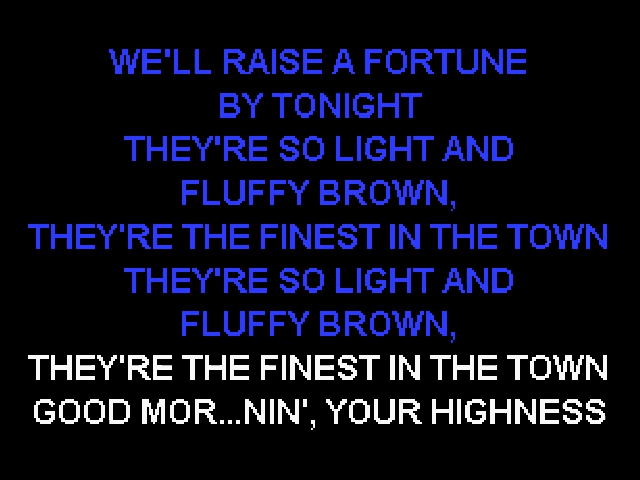 WE'LL RAISE A FORTUNE
BY TONIGHT
THEY'RE SO LIGHT AND
FLUFFY BROWN,
THEY'RE THE FINEST IN THE TOWN
THEY'RE SO LIGHT AND
FLUFFY BROWN,
THEY'RE THE FINEST IN THE TOWN
GOOD MOR...NIN', YOUR HIGHNESS